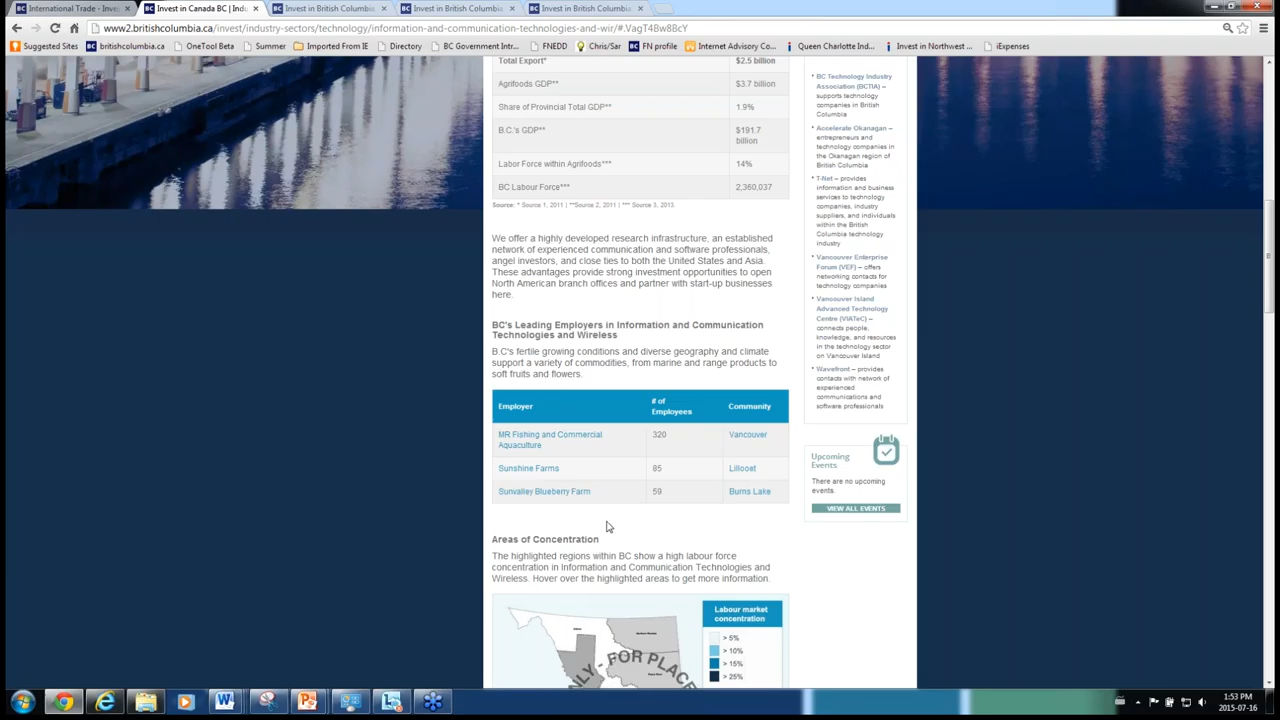 International Trade - Inves
Invest in Canada BC | Indu
Invest in British Columbia
Invest in British Columbia
Invest in British Columbia
www2.britishcolumbia.ca/invest/industry-sectors/technology/information-and-communication-technologies-and-wir/#.VagT4Bw8BcY
Suggested Sites
britishcolumbia.ca
OneTool Beta
Summer
Imported From IE
Directory
BC Government Intr...
FNEDD
Chris/Sar
FN profile
Internet Advisory Co...
Queen Charlotte Ind...
Invest in Northwest ...
iExpenses
Total Export* $2.5 billion
Agrifoods GDP** $3.7 billion
Share of Provincial Total GDP** 1.9%
B.C.'s GDP** $191.7
billion
Labor Force within Agrifoods*** 14%
BC Labour Force*** 2,360,037
Source: * Source 1, 2011 | **Source 2, 2011 | *** Source 3, 2013.
We offer a highly developed research infrastructure, an established
network of experienced communication and software professionals,
angel investors, and close ties to both the United States and Asia.
These advantages provide strong investment opportunities to open
North American branch offices and partner with start-up businesses
here.
BC's Leading Employers in Information and Communication
Technologies and Wireless
B.C's fertile growing conditions and diverse geography and climate
support a variety of commodities, from marine and range products to
soft fruits and flowers.
Employer # of
Employees Community
MR Fishing and Commercial
Aquaculture 320 Vancouver
Sunshine Farms 85 Lillooet
Sunvalley Blueberry Farm 59 Burns Lake
Areas of Concentration
The highlighted regions within BC show a high labour force
concentration in Information and Communication Technologies and
Wireless. Hover over the highlighted areas to get more information.
Labour market
concentration
> 5%
> 10%
> 15%
> 25%
NLY - FOR PLACE
BC Technology Industry
Association (BCTIA) –
supports technology
companies in British
Columbia
Accelerate Okanagan –
entrepreneurs and
technology companies in
the Okanagan region of
British Columbia
T-Net – provides
information and business
services to technology
companies, industry
suppliers, and individuals
within the British
Columbia technology
industry
Vancouver Enterprise
Forum (VEF) – offers
networking contacts for
technology companies
Vancouver Island
Advanced Technology
Centre (VIATeC) –
connects people,
knowledge, and resources
in the technology sector
on Vancouver Island
Wavefront – provides
contacts with network of
experienced
communications and
software professionals
Upcoming
Events
There are no upcoming
events.
VIEW ALL EVENTS
1:53 PM
2015-07-16